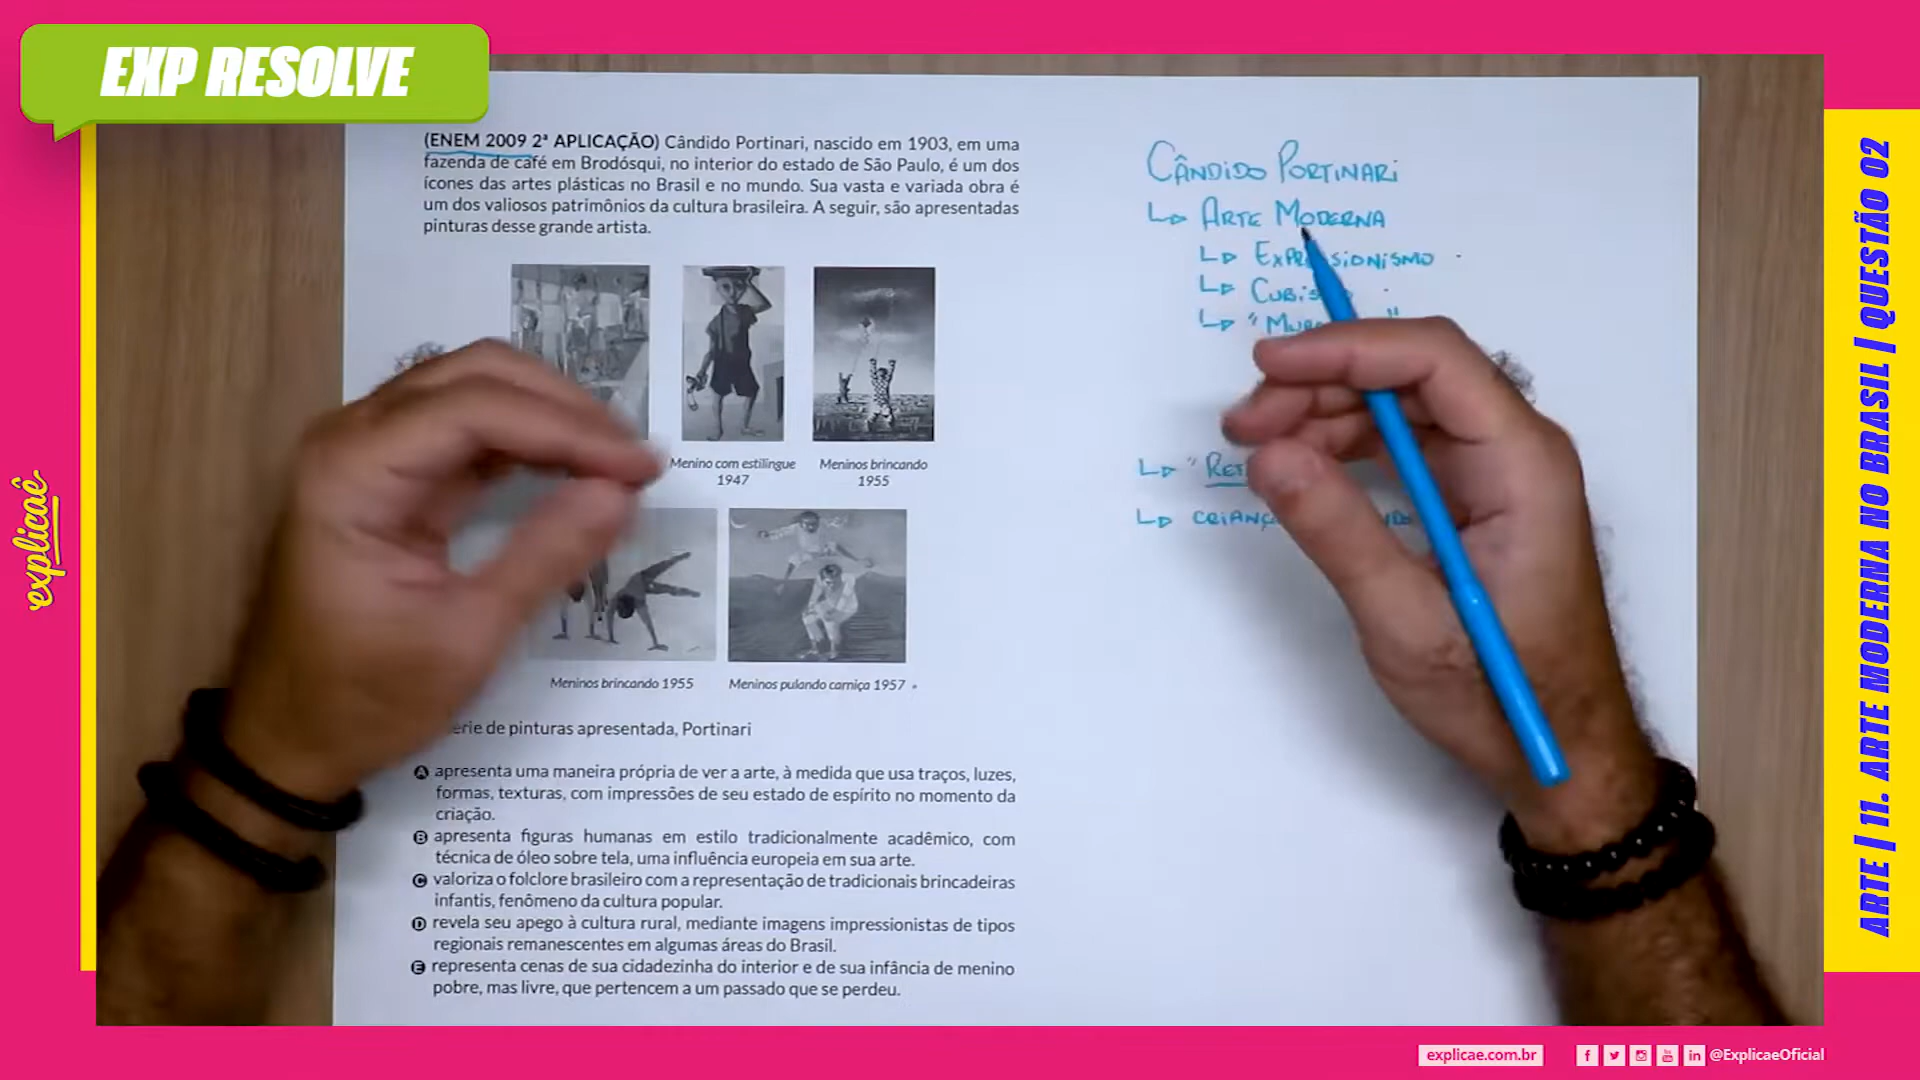 EXP RESOLVE
(ENEM 2009 2ª APLICAÇÃO) Cândido Portinari, nascido em 1903, em uma
fazenda de café em Brodósqui, no interior do estado de São Paulo, é um dos
ícones das artes plásticas no Brasil e no mundo. Sua vasta e variada obra é
um dos valiosos patrimônios da cultura brasileira. A seguir, são apresentadas
pinturas desse grande artista.
Menino com estilingue
1947
Meninos brincando
1955
Meninos brincando 1955
Meninos pulando carniça 1957
de pinturas apresentada, Portinari
A apresenta uma maneira própria de ver a arte, à medida que usa traços, luzes,
formas, texturas, com impressões de seu estado de espírito no momento da
criação.
B apresenta figuras humanas em estilo tradicionalmente acadêmico, com
técnica de óleo sobre tela, uma influência europeia em sua arte.
C valoriza o folclore brasileiro com a representação de tradicionais brincadeiras
infantis, fenômeno da cultura popular.
D revela seu apego à cultura rural, mediante imagens impressionistas de tipos
regionais remanescentes em algumas áreas do Brasil.
E representa cenas de sua cidadezinha do interior e de sua infância de menino
pobre, mas livre, que pertencem a um passado que se perdeu.
CÂNDIDO PORTINARI
ARTE MODERNA
explicaê
ARTE | 11. ARTE MODERNA NO BRASIL | QUESTÃO 02
explicae.com.br
@ExplicaeOficial